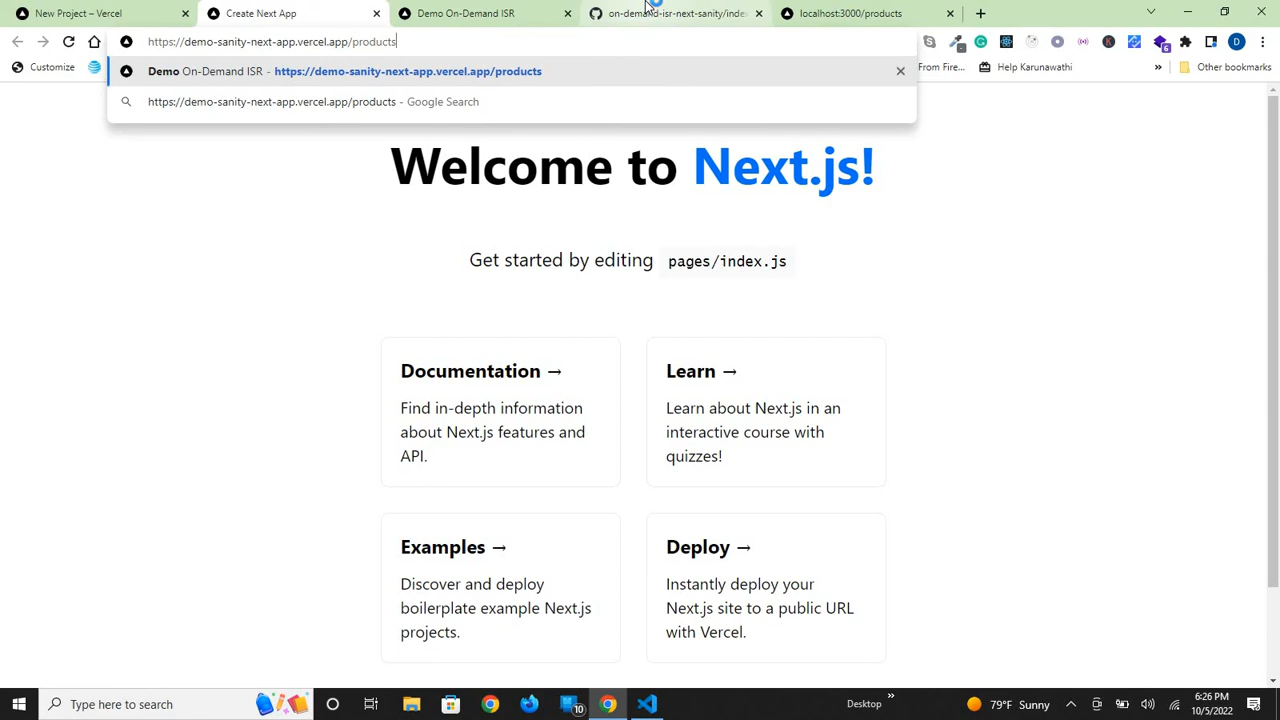 New Project – Vercel
Create Next App
Demo On-Demand ISR
on-demand-isr-next-sanity/index
localhost:3000/products
https://demo-sanity-next-app.vercel.app/products
Customize
Demo On-Demand ISR - https://demo-sanity-next-app.vercel.app/products
From Fire...
Help Karunawathi
»
Other bookmarks
https://demo-sanity-next-app.vercel.app/products - Google Search
Welcome to Next.js!
Get started by editing pages/index.js
Documentation →
Find in-depth information
about Next.js features and
API.
Learn →
Learn about Next.js in an
interactive course with
quizzes!
Examples →
Discover and deploy
boilerplate example Next.js
projects.
Deploy →
Instantly deploy your
Next.js site to a public URL
with Vercel.
Type here to search
10
Desktop
»
79°F Sunny
6:26 PM
10/5/2022
6
D